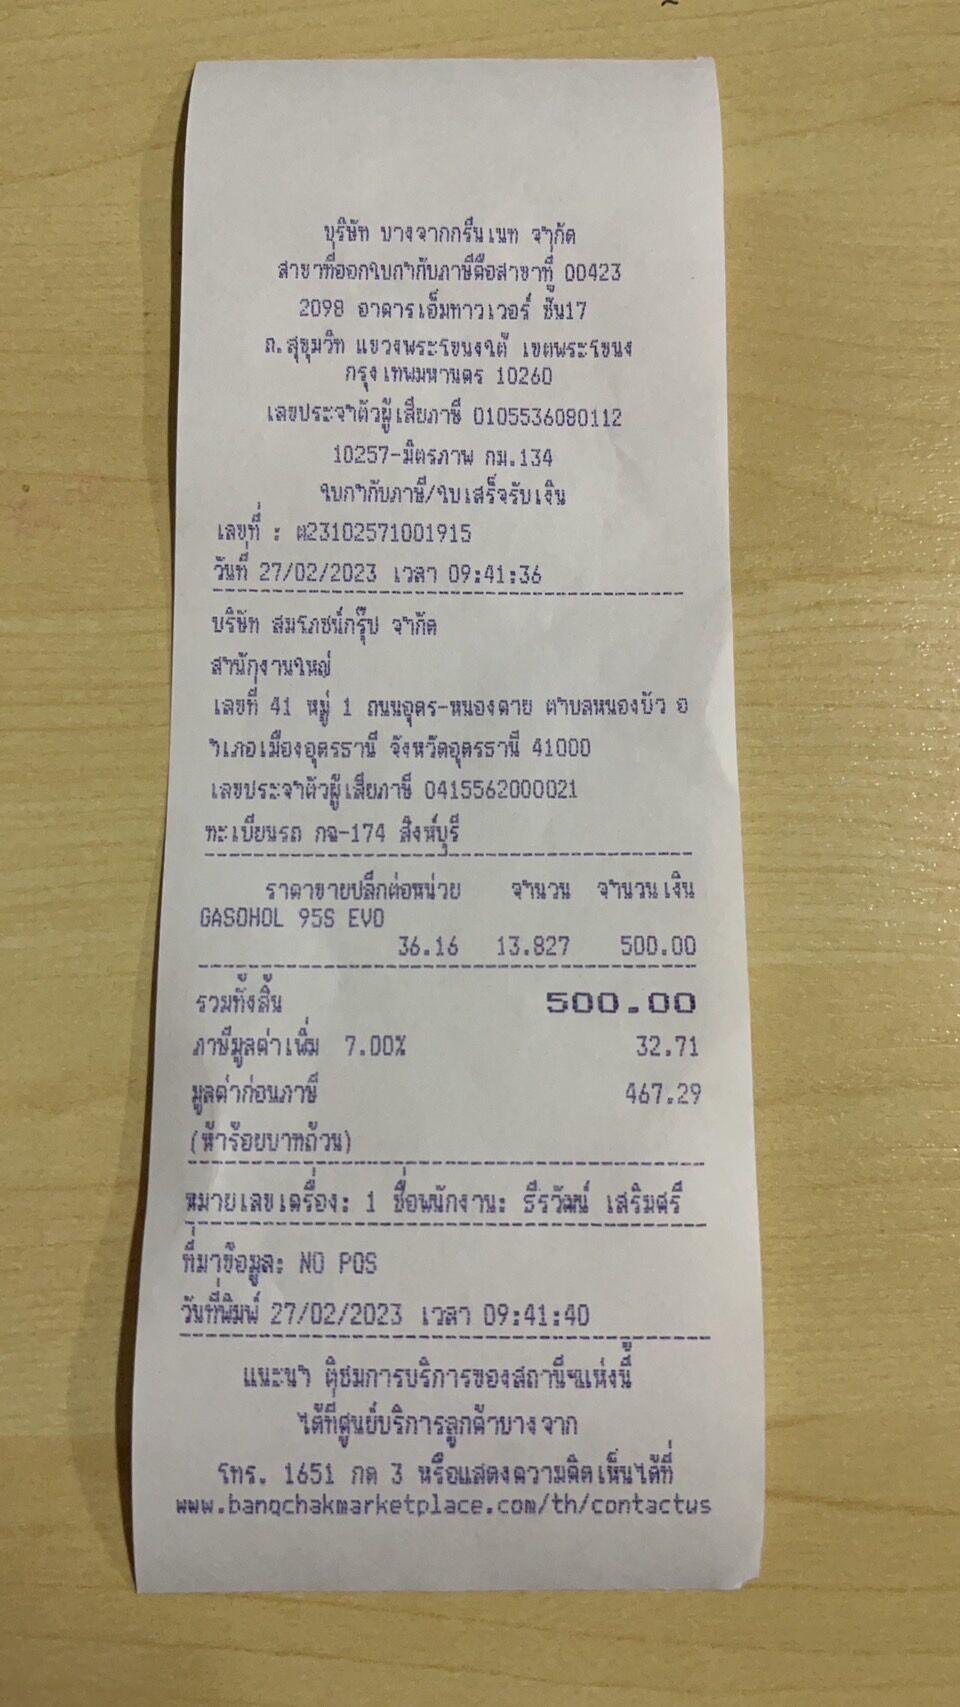 บริษัท บางจากกรีนเนท จำกัด
สาขาที่ออกใบกำกับภาษีคือสาขาที่ 00423
2098 อาคารเอ็มทาวเวอร์ ชั้น17
ถ.สุขุมวิท แขวงพระโขนงใต้ เขตพระโขนง
กรุงเทพมหานคร 10260
เลขประจำตัวผู้เสียภาษี 0105536080112
10257-มิตรภาพ กม.134
ใบกำกับภาษี/ใบเสร็จรับเงิน
เลขที่ : ต23102571001915
วันที่ 27/02/2023 เวลา 09:41:36
บริษัท สมโภชน์กรุ๊ป จำกัด
สำนักงานใหญ่
เลขที่ 41 หมู่ 1 ถนนอุดร-หนองคาย ตำบลหนองบัว อ
ำเภอเมืองอุดรธานี จังหวัดอุดรธานี 41000
เลขประจำตัวผู้เสียภาษี 0415562000021
ทะเบียนรถ กฉ-174 สิงห์บุรี
ราคาขายปลีกต่อหน่วย จำนวน จำนวนเงิน
GASOHOL 95S EVO
36.16 13.827 500.00
รวมทั้งสิ้น 500.00
ภาษีมูลค่าเพิ่ม 7.00% 32.71
มูลค่าก่อนภาษี 467.29
(ห้าร้อยบาทถ้วน)
หมายเลขเครื่อง: 1 ชื่อพนักงาน: ธีรวัฒน์ เสริมศรี
ที่มาข้อมูล: NO POS
วันที่พิมพ์ 27/02/2023 เวลา 09:41:40
แนะนำ ติชมการบริการของสถานีฯแห่งนี้
ได้ที่ศูนย์บริการลูกค้าบางจาก
โทร. 1651 กด 3 หรือแสดงความคิดเห็นได้ที่
www.bangchakmarketplace.com/th/contactus